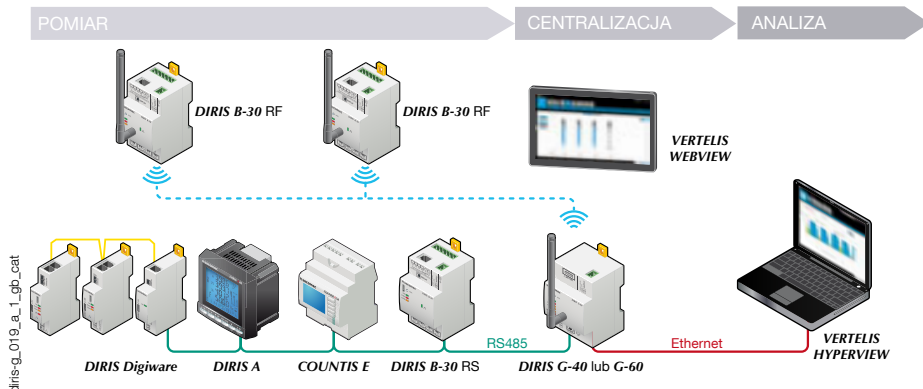 POMIAR
CENTRALIZACJA
ANALIZA
DIRIS B-30 RF
DIRIS B-30 RF
VERTELIS
WEBVIEW
diris-g_019_a_1_gb_cat
RS485
Ethernet
DIRIS Digiware
DIRIS A
COUNTIS E
DIRIS B-30 RS
DIRIS G-40 lub G-60
VERTELIS
HYPERVIEW